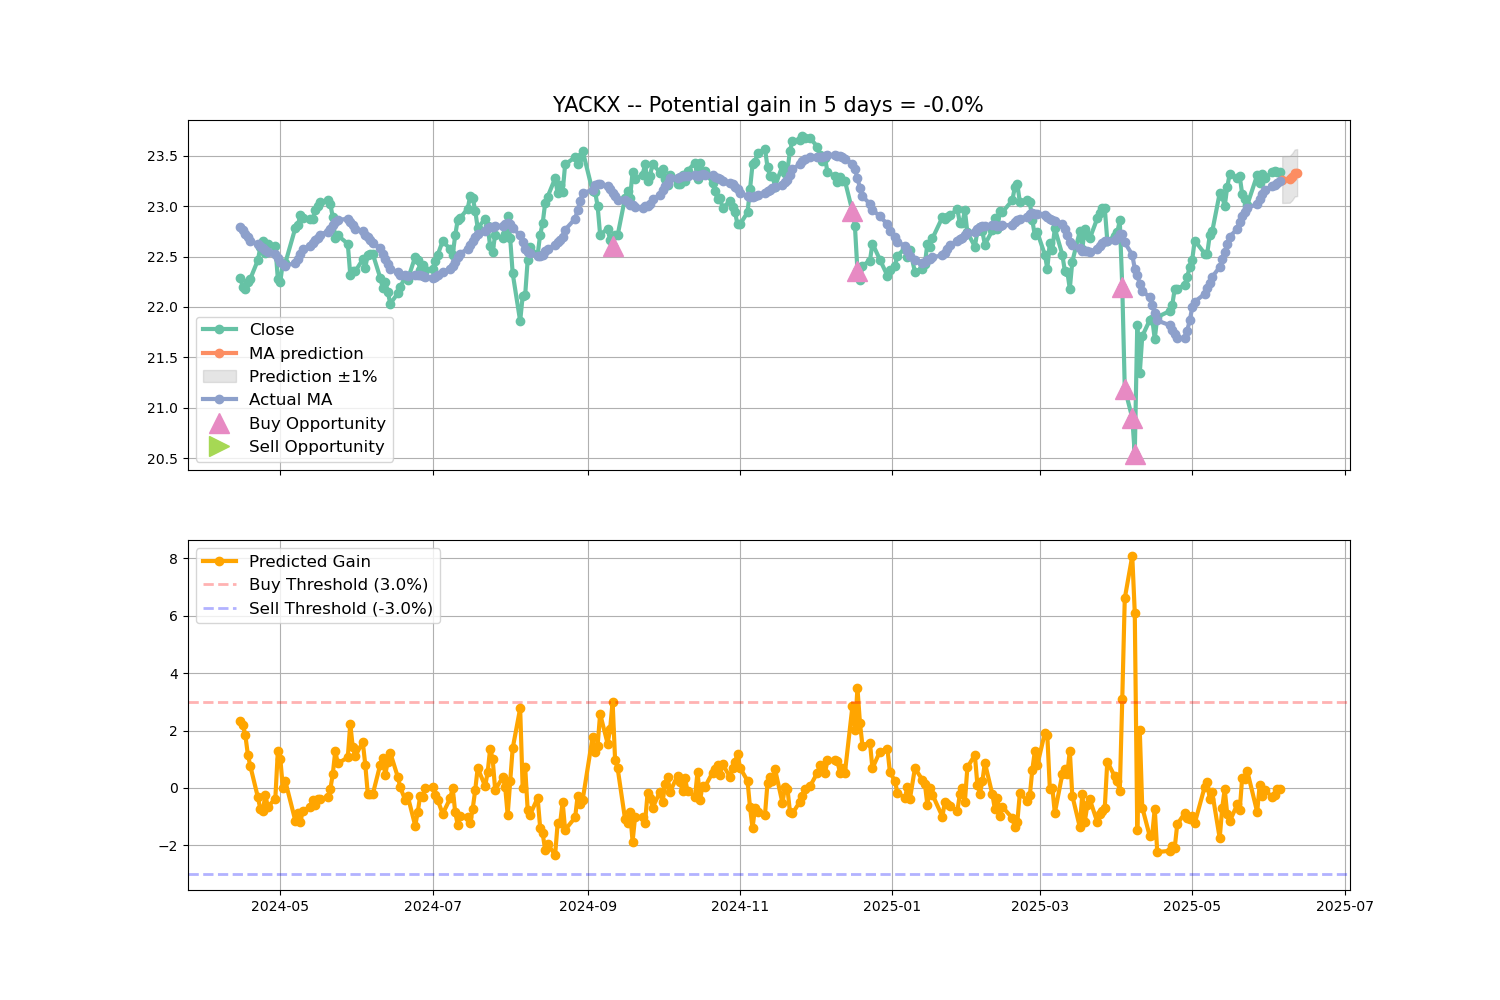 YACKX -- Potential gain in 5 days = -0.0%
23.5
23.0
22.5
22.0
21.5
21.0
20.5
Close
MA prediction
Prediction ±1%
Actual MA
Buy Opportunity
Sell Opportunity
8
6
4
2
0
−2
Predicted Gain
Buy Threshold (3.0%)
Sell Threshold (-3.0%)
2024-05 2024-07 2024-09 2024-11 2025-01 2025-03 2025-05 2025-07